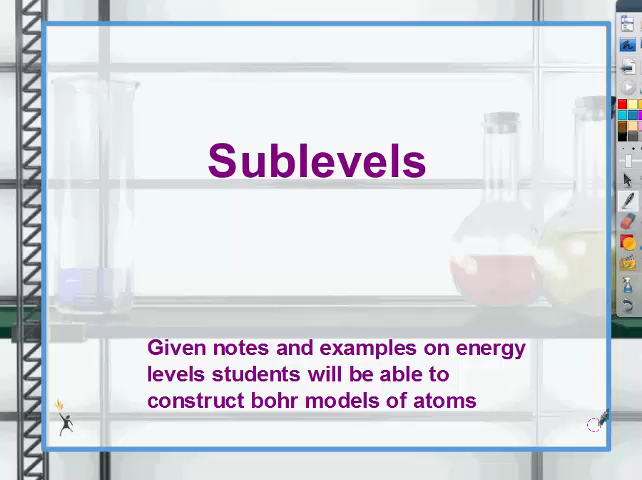 Sublevels
Given notes and examples on energy
levels students will be able to
construct bohr models of atoms